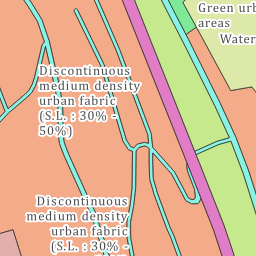 Green urb
areas
Water
Discontinuous
medium density
urban fabric
(S.L. : 30% -
50%)
Discontinuous
medium density
urban fabric
(S.L. : 30% -